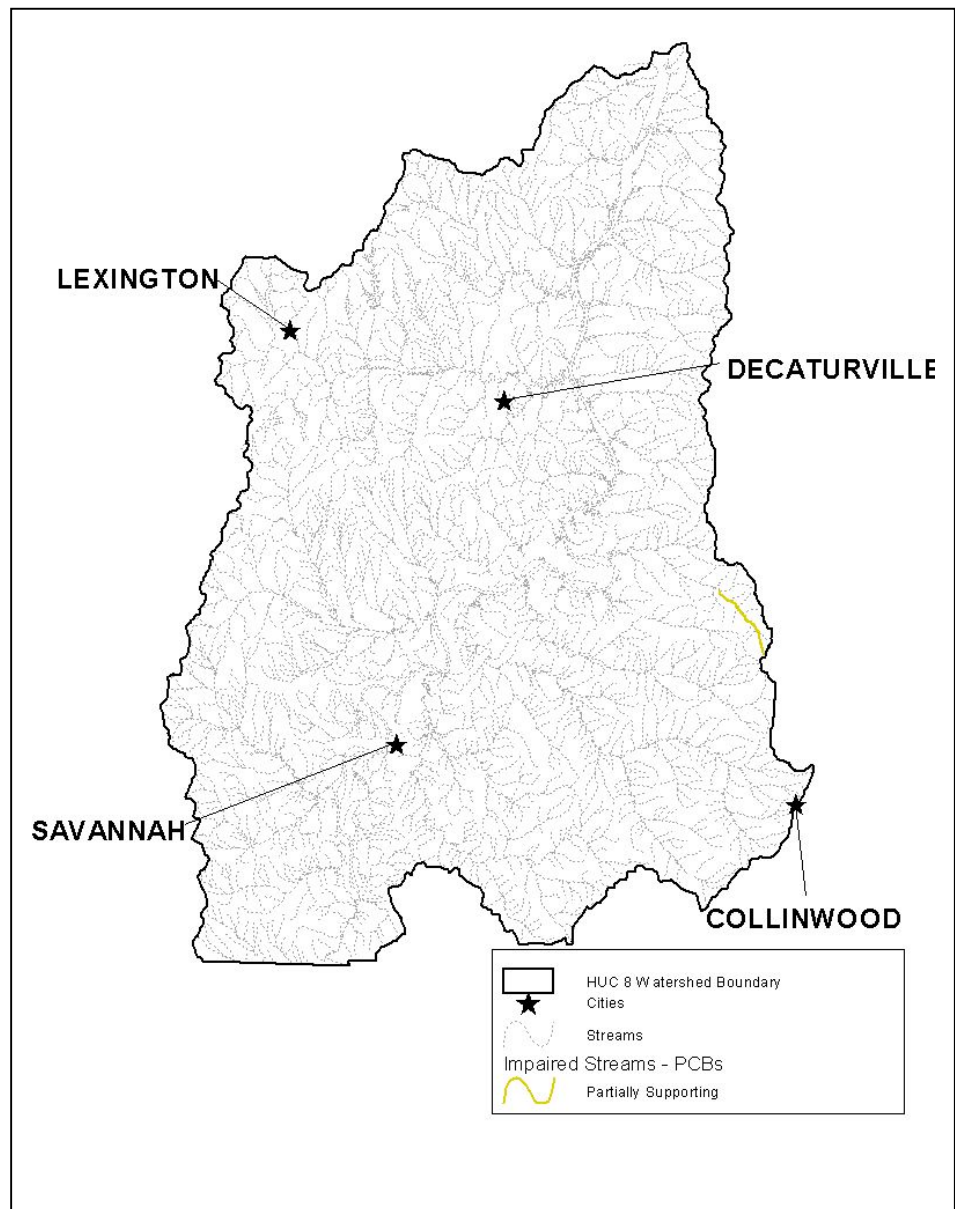 LEXINGTON
DECATURVILLE
SAVANNAH
COLLINWOOD
HUC 8 Watershed Boundary
Cities
Streams
Impaired Streams - PCBs
Partially Supporting